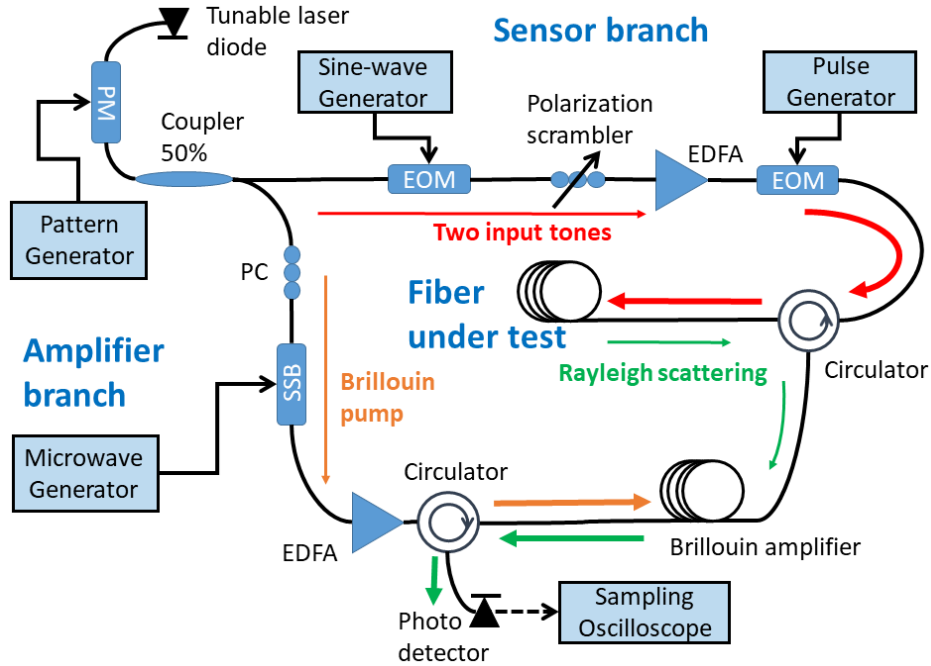 Tunable laser
diode
Sensor branch
PM
Coupler
50%
Sine-wave
Generator
Polarization
scrambler
Pulse
Generator
EDFA
EOM
EOM
Two input tones
Pattern
Generator
PC
Fiber
under test
Rayleigh scattering
Circulator
Amplifier
branch
SSB
Brillouin
pump
Microwave
Generator
Circulator
EDFA
Brillouin amplifier
Photo
detector
Sampling
Oscilloscope